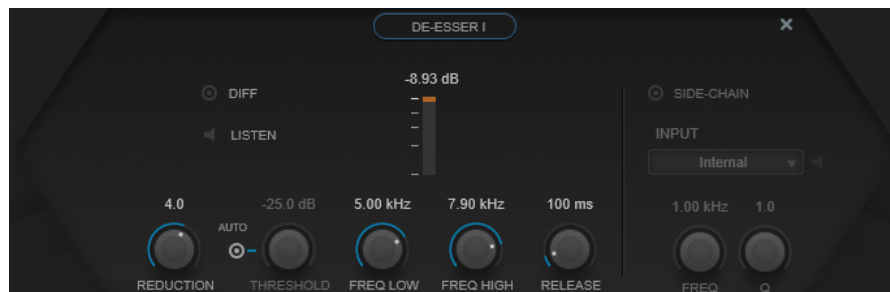 DE-ESSER I
×
-8.93 dB
DIFF
SIDE-CHAIN
LISTEN
INPUT
Internal
4.0
-25.0 dB
5.00 kHz
7.90 kHz
100 ms
1.00 kHz
1.0
AUTO
REDUCTION
THRESHOLD
FREQ LOW
FREQ HIGH
RELEASE
FREQ
Q